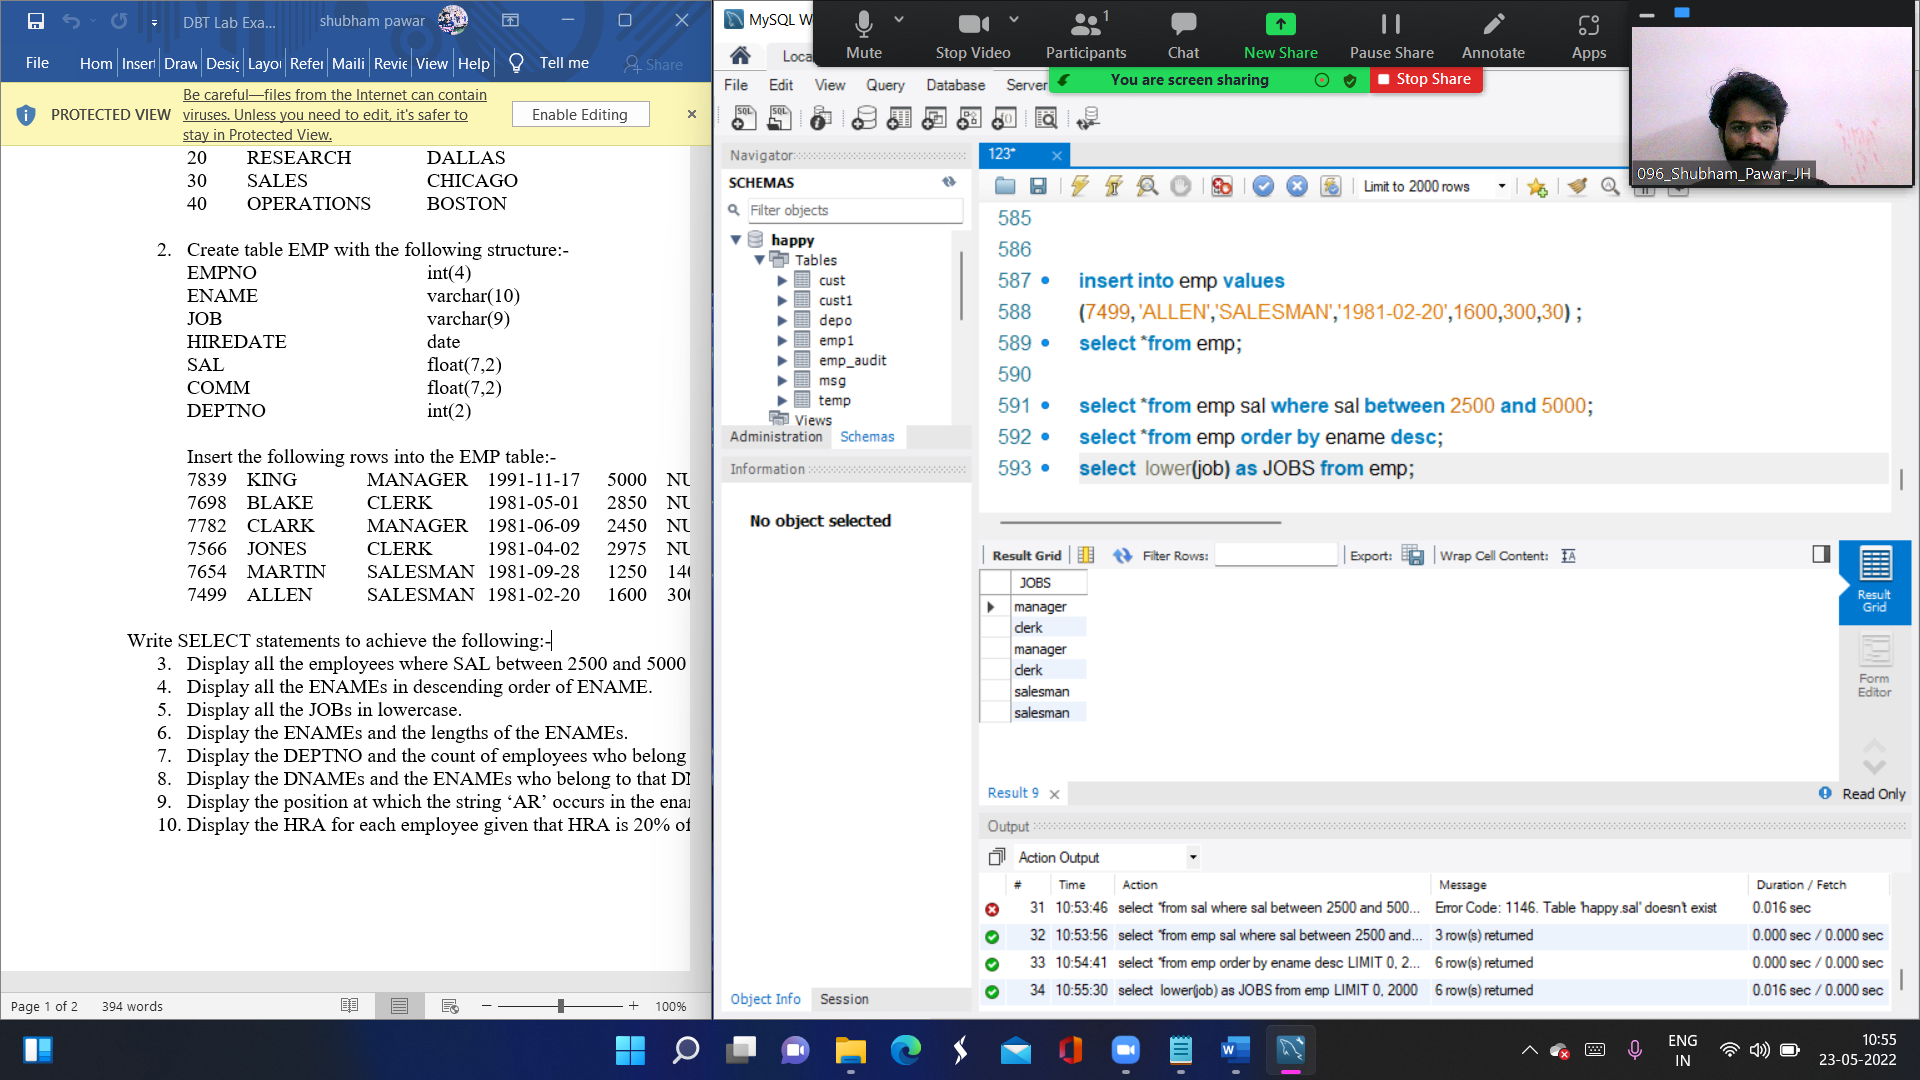 DBT Lab Exa...
shubham pawar
File
Hom
Insert
Draw
Layo
Refer
Maili
View
Help
Tell me
Share
PROTECTED VIEW
Be careful—files from the Internet can contain
viruses. Unless you need to edit, it's safer to
stay in Protected View.
Enable Editing
20 RESEARCH DALLAS
30 SALES CHICAGO
40 OPERATIONS BOSTON
2. Create table EMP with the following structure:-
EMPNO int(4)
ENAME varchar(10)
JOB varchar(9)
HIREDATE date
SAL float(7,2)
COMM float(7,2)
DEPTNO int(2)
Insert the following rows into the EMP table:-
7839 KING MANAGER 1991-11-17 5000 NU
7698 BLAKE CLERK 1981-05-01 2850 NU
7782 CLARK MANAGER 1981-06-09 2450 NU
7566 JONES CLERK 1981-04-02 2975 NU
7654 MARTIN SALESMAN 1981-09-28 1250 140
7499 ALLEN SALESMAN 1981-02-20 1600 300
Write SELECT statements to achieve the following:-
3. Display all the employees where SAL between 2500 and 5000
4. Display all the ENAMEs in descending order of ENAME.
5. Display all the JOBs in lowercase.
6. Display the ENAMEs and the lengths of the ENAMEs.
7. Display the DEPTNO and the count of employees who belong
8. Display the DNAMEs and the ENAMEs who belong to that DN
9. Display the position at which the string ‘AR’ occurs in the enam
10. Display the HRA for each employee given that HRA is 20% of
Page 1 of 2 394 words
100%
MySQL W
Loca
Mute
Stop Video
1
Participants
Chat
New Share
Pause Share
Annotate
Apps
You are screen sharing
Stop Share
096_Shubham_Pawar_JH
File Edit View Query Database Server
Navigator
SCHEMAS
Filter objects
happy
Tables
cust
cust1
depo
emp1
emp_audit
msg
temp
Views
Administration Schemas
Information
No object selected
Object Info Session
123*
Limit to 2000 rows
585
586
587 insert into emp values
588 (7499, 'ALLEN','SALESMAN','1981-02-20',1600,300,30) ;
589 select *from emp;
590
591 select *from emp sal where sal between 2500 and 5000;
592 select *from emp order by ename desc;
593 select lower(job) as JOBS from emp;
Result Grid
Filter Rows:
Export:
Wrap Cell Content:
JOBS
manager
clerk
manager
clerk
salesman
salesman
Result
Grid
Form
Editor
Result 9
Read Only
Output
Action Output
# Time Action Message Duration / Fetch
31 10:53:46 select *from sal where sal between 2500 and 500... Error Code: 1146. Table 'happy.sal' doesn't exist 0.016 sec
32 10:53:56 select *from emp sal where sal between 2500 and... 3 row(s) returned 0.000 sec / 0.000 sec
33 10:54:41 select *from emp order by ename desc LIMIT 0, 2... 6 row(s) returned 0.000 sec / 0.000 sec
34 10:55:30 select lower(job) as JOBS from emp LIMIT 0, 2000 6 row(s) returned 0.016 sec / 0.000 sec
ENG
IN
10:55
23-05-2022